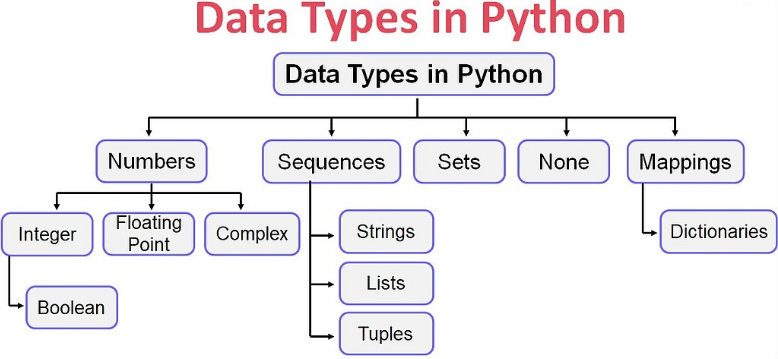 Data Types in Python
Data Types in Python
Numbers
Sequences
Sets
None
Mappings
Integer
Floating
Point
Complex
Boolean
Strings
Lists
Tuples
Dictionaries